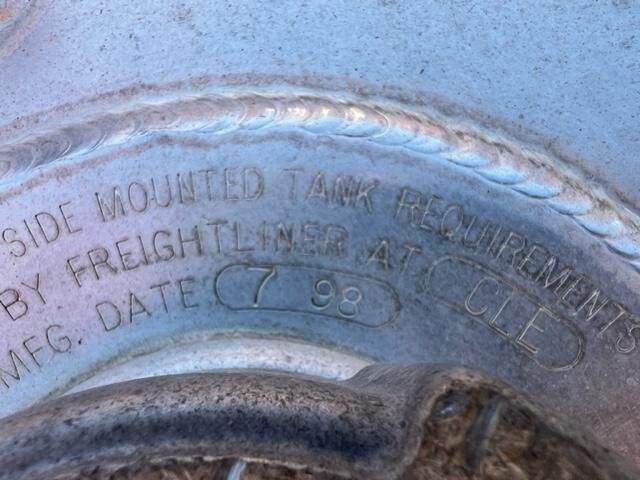 SIDE MOUNTED TANK REQUIREMENTS
BY FREIGHTLINER AT CLE
MFG. DATE 7 98